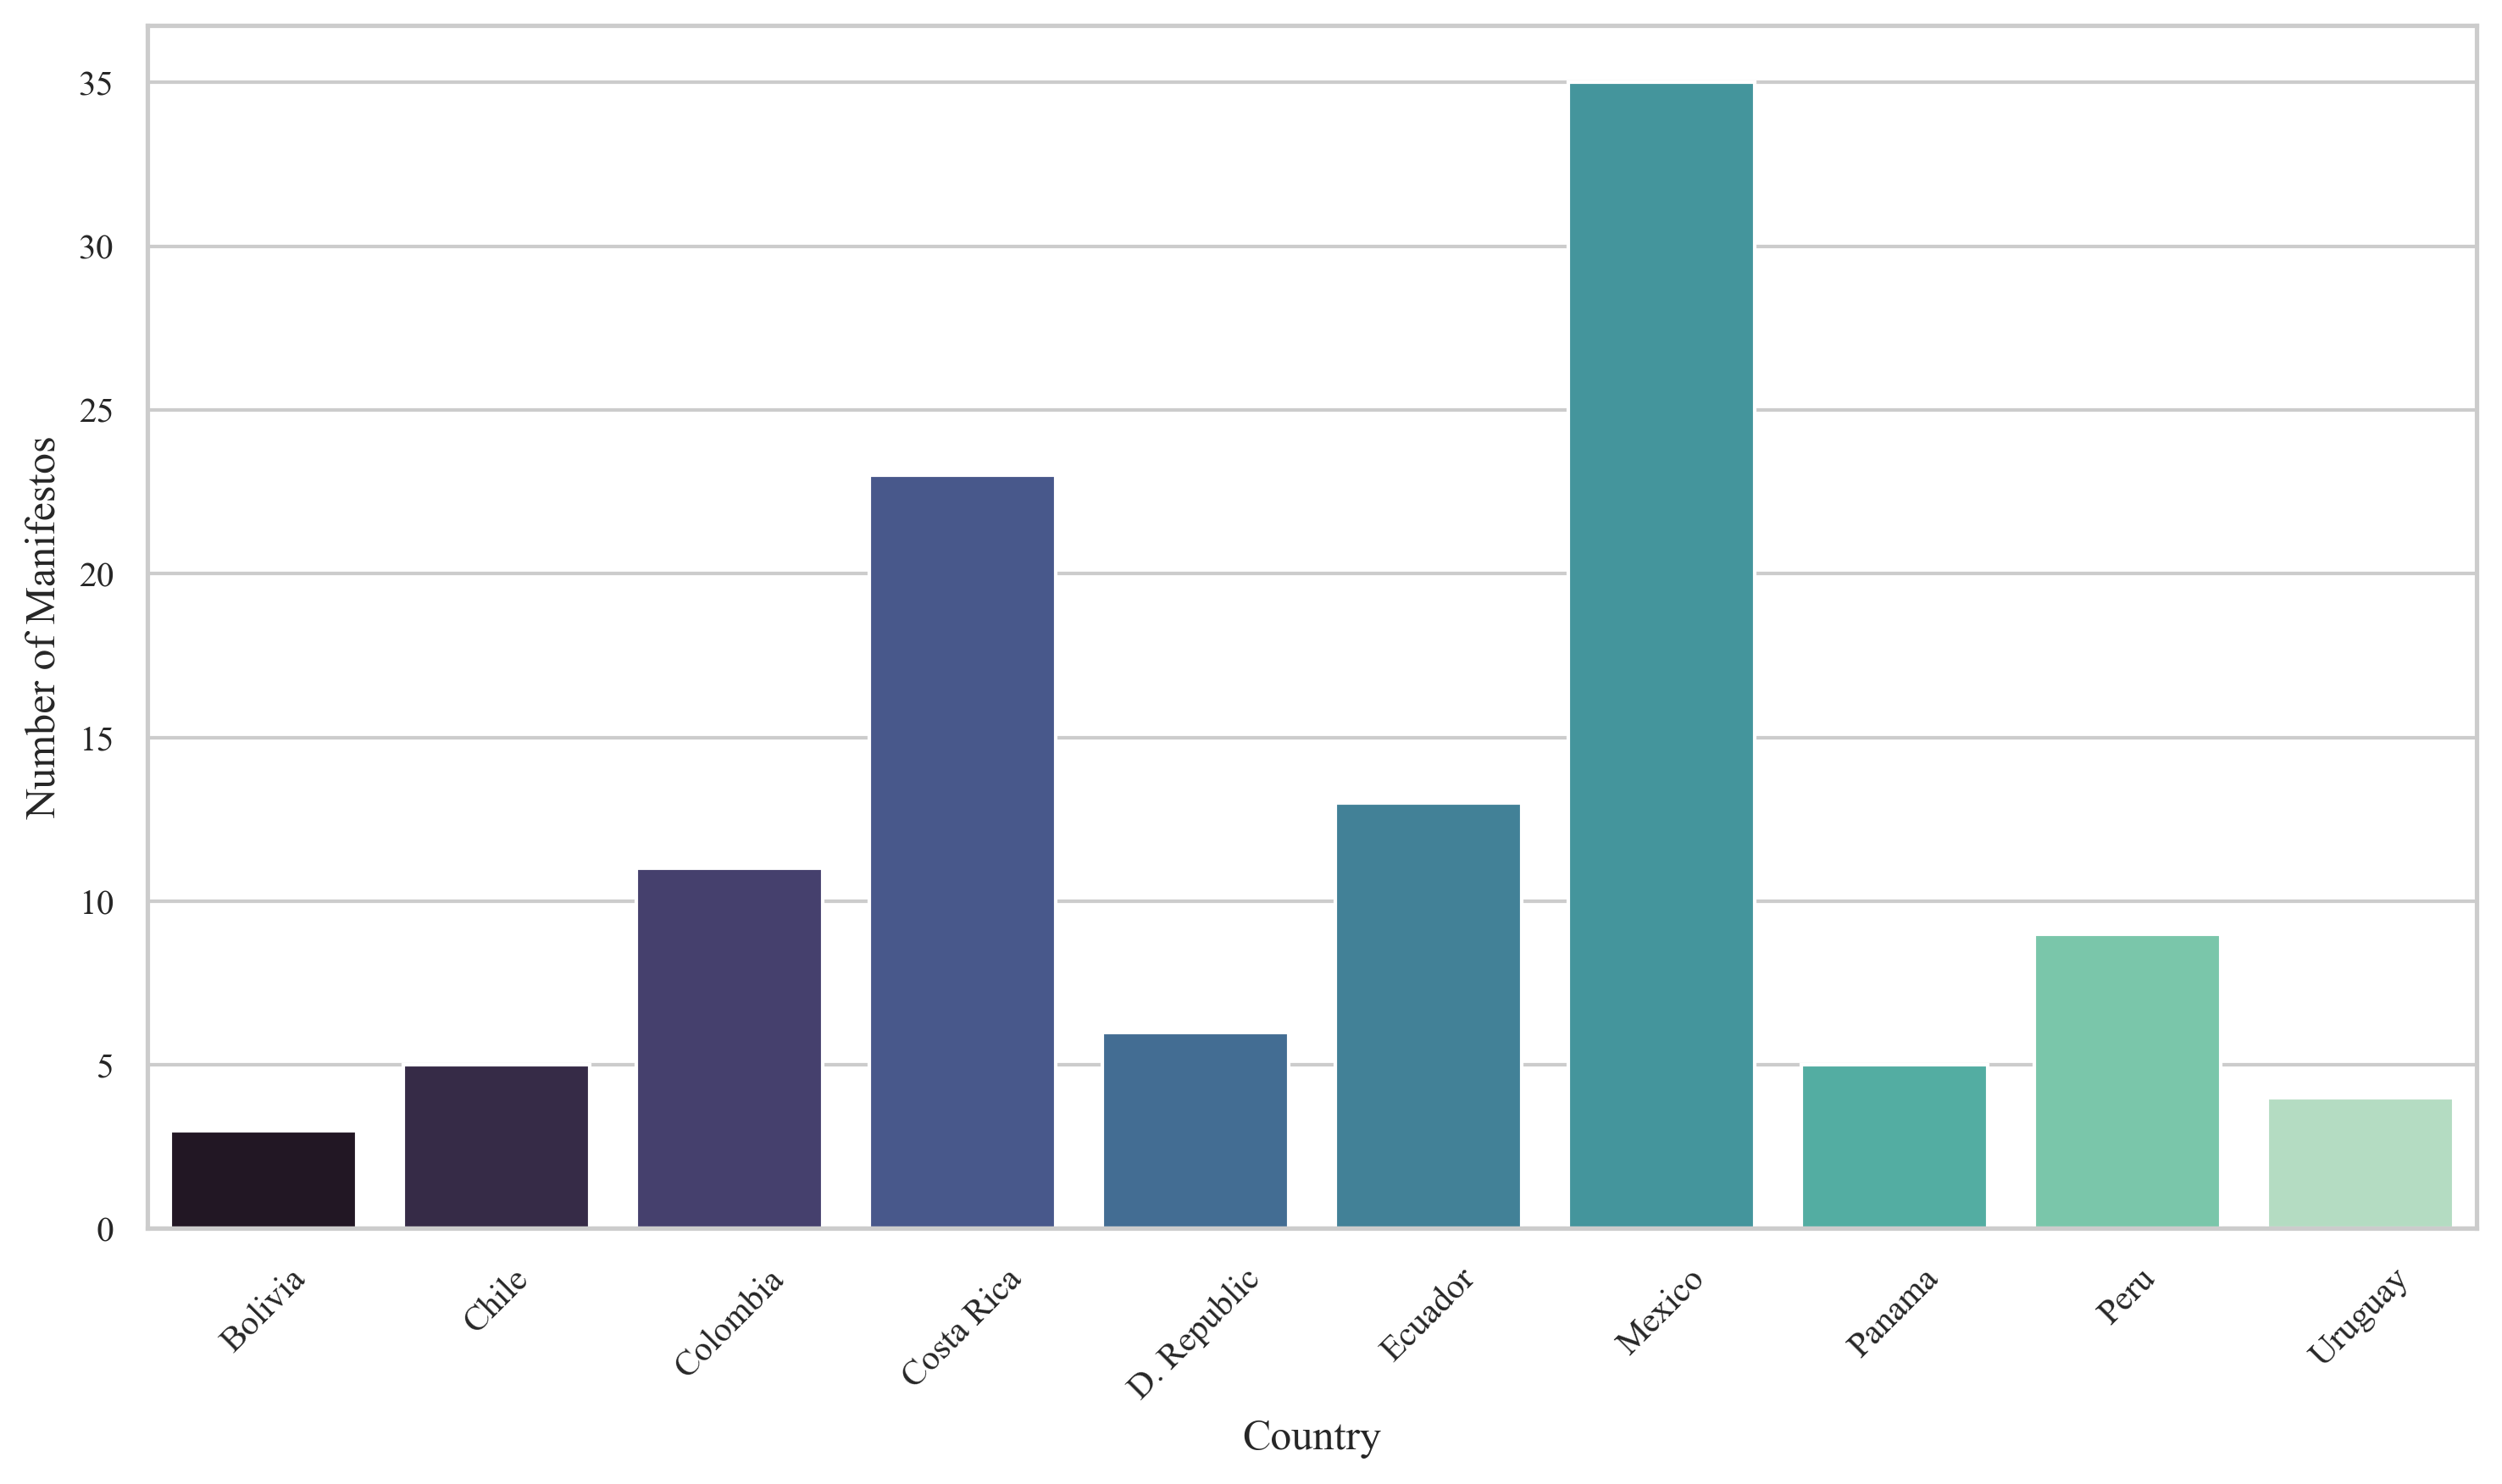 Number of Manifestos
35
30
25
20
15
10
5
0
Bolivia
Chile
Colombia
Costa Rica
D. Republic
Ecuador
Mexico
Panama
Peru
Uruguay
Country